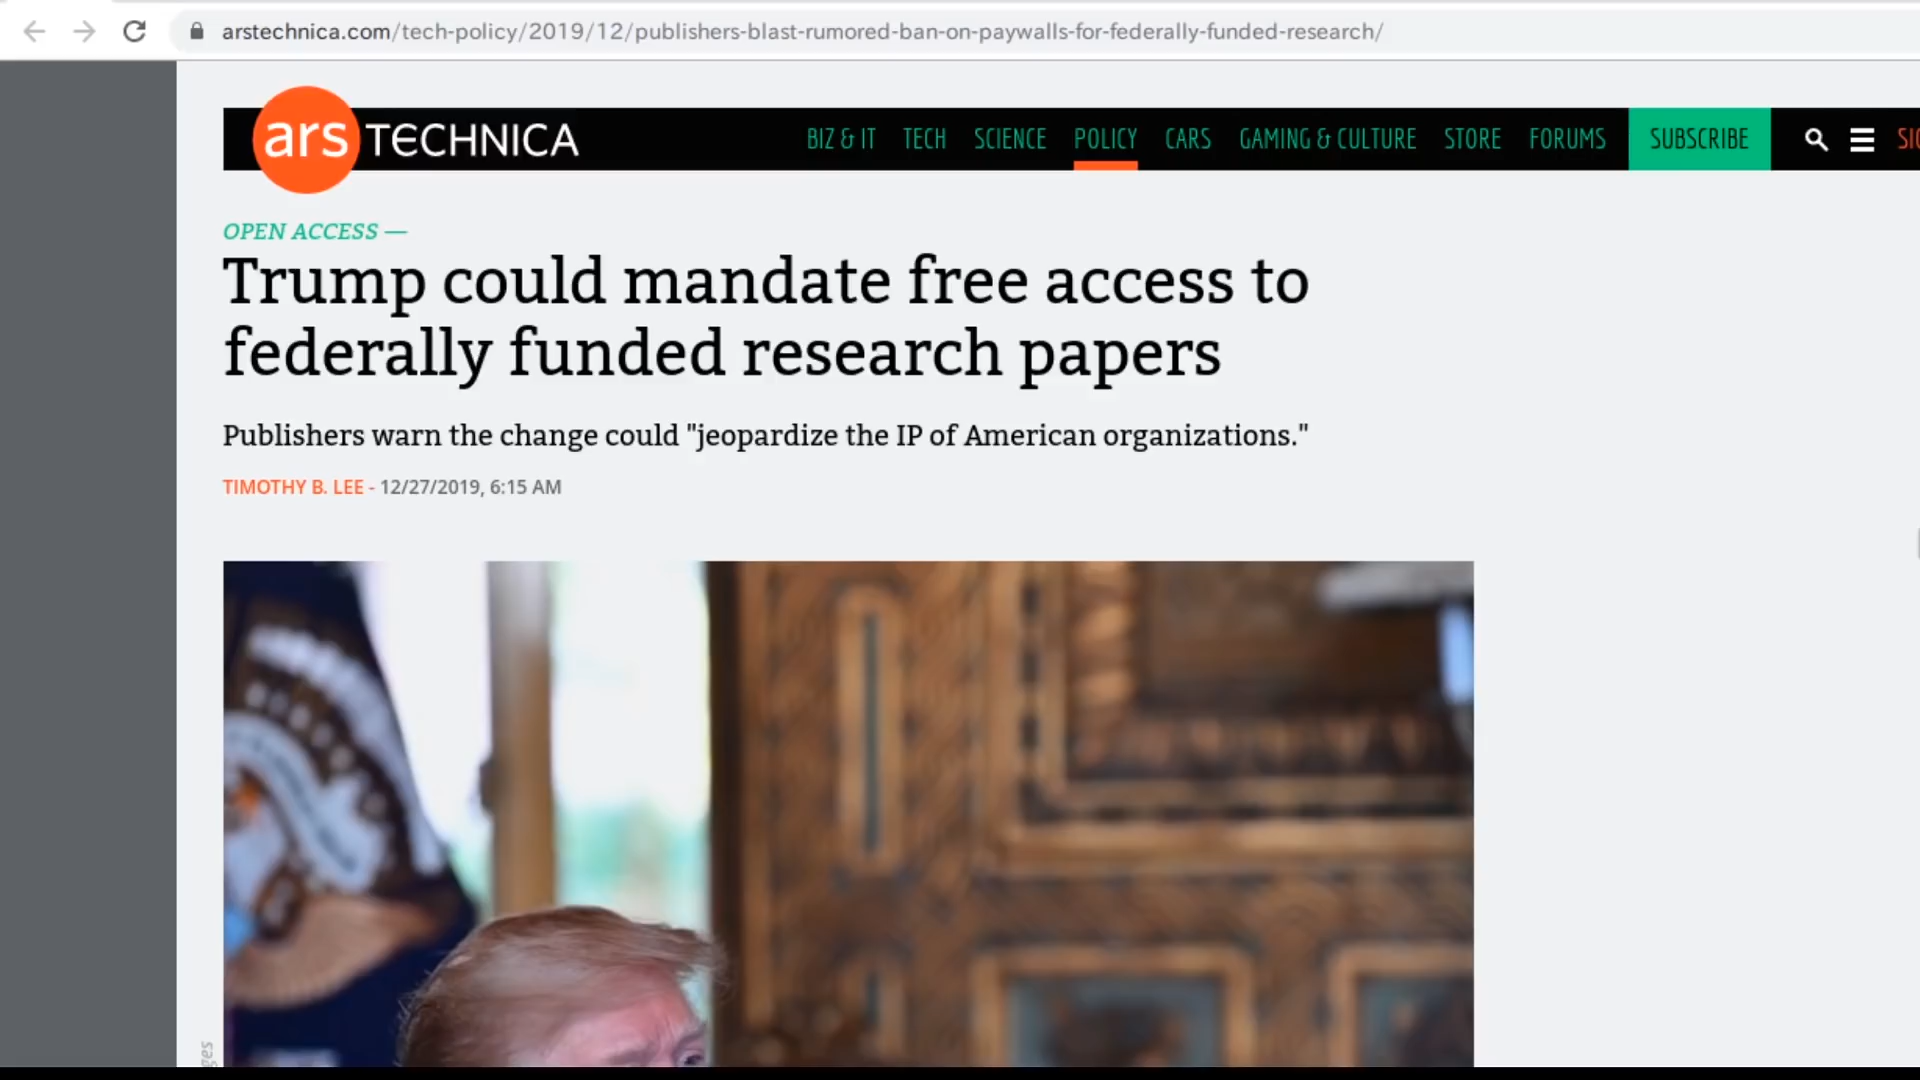 arstechnica.com/tech-policy/2019/12/publishers-blast-rumored-ban-on-paywalls-for-federally-funded-research/
ars TECHNICA BIZ & IT TECH SCIENCE POLICY CARS GAMING & CULTURE STORE FORUMS SUBSCRIBE
OPEN ACCESS —
Trump could mandate free access to
federally funded research papers
Publishers warn the change could "jeopardize the IP of American organizations."
TIMOTHY B. LEE - 12/27/2019, 6:15 AM